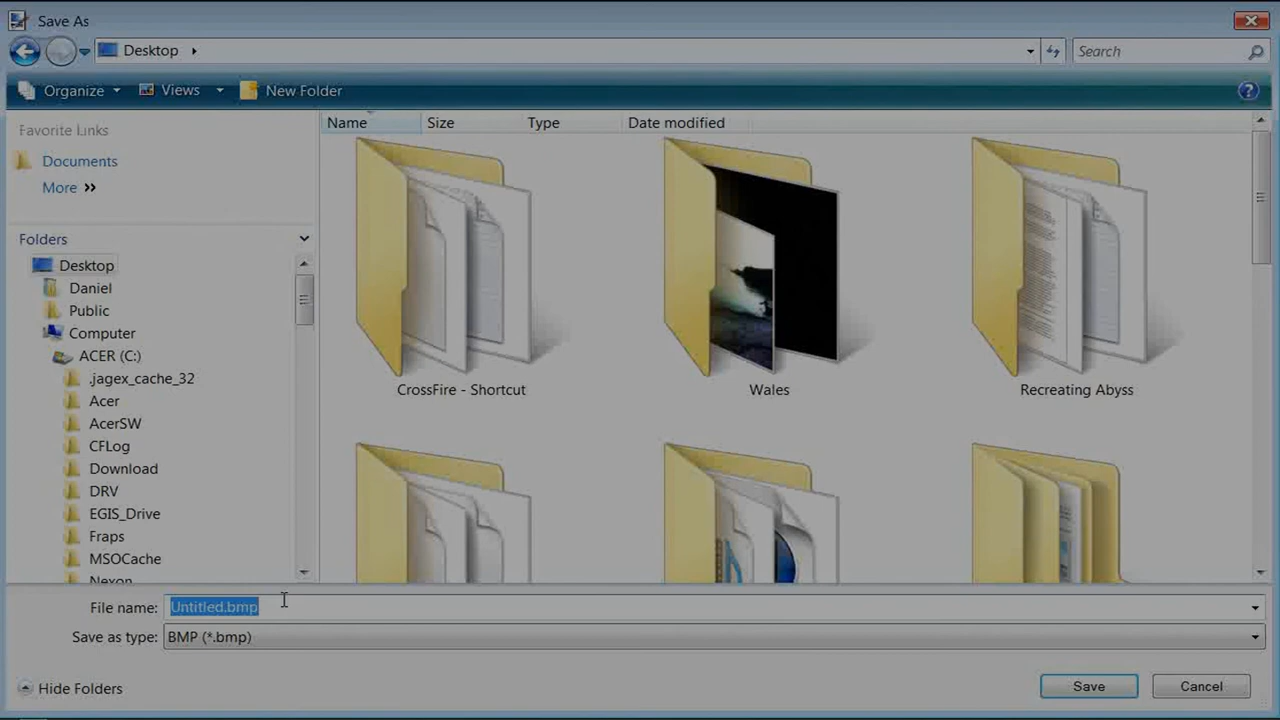 Save As
Desktop
Search
Organize Views New Folder
Favorite Links
Documents
More
Folders
Desktop
Daniel
Public
Computer
ACER (C:)
.jagex_cache_32
Acer
AcerSW
CFLog
Download
DRV
EGIS_Drive
Fraps
MSOCache
Nexon
Name Size Type Date modified
CrossFire - Shortcut
Wales
Recreating Abyss
File name: Untitled.bmp
Save as type: BMP (*.bmp)
Hide Folders
Save Cancel